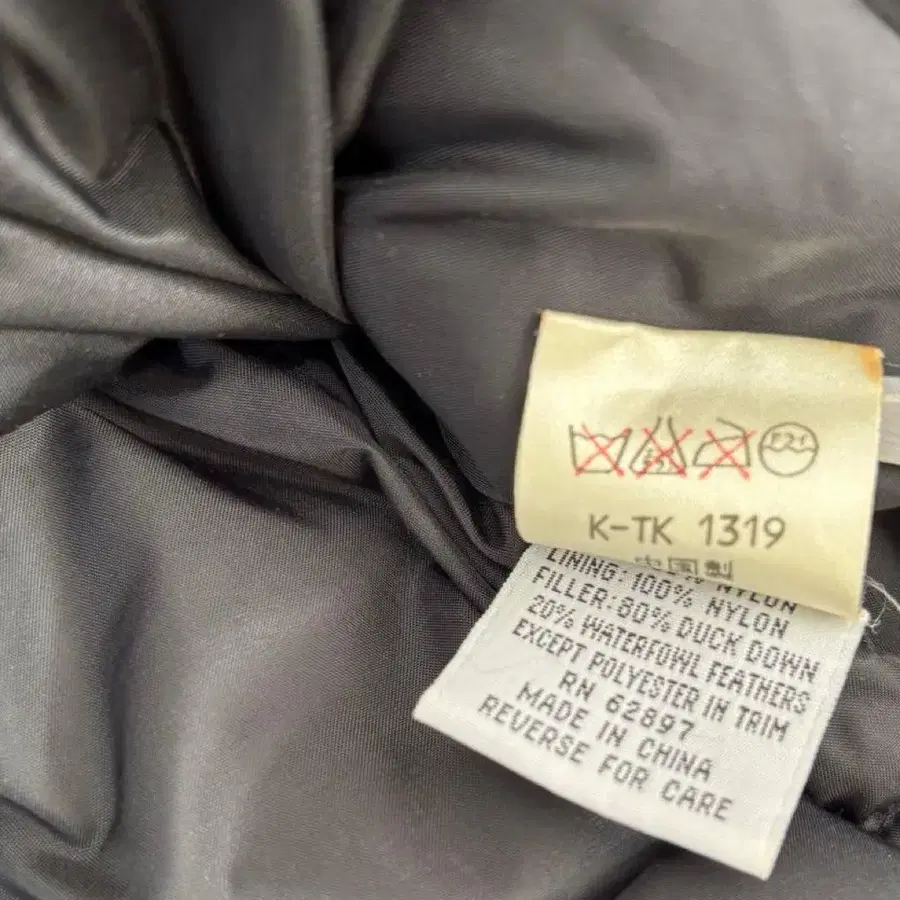 K-TK 1319
中国製
NYLON
LINING: 100% NYLON
FILLER: 80% DUCK DOWN
20% WATERFOWL FEATHERS
EXCEPT POLYESTER IN TRIM
RN 62897
MADE IN CHINA
REVERSE FOR CARE